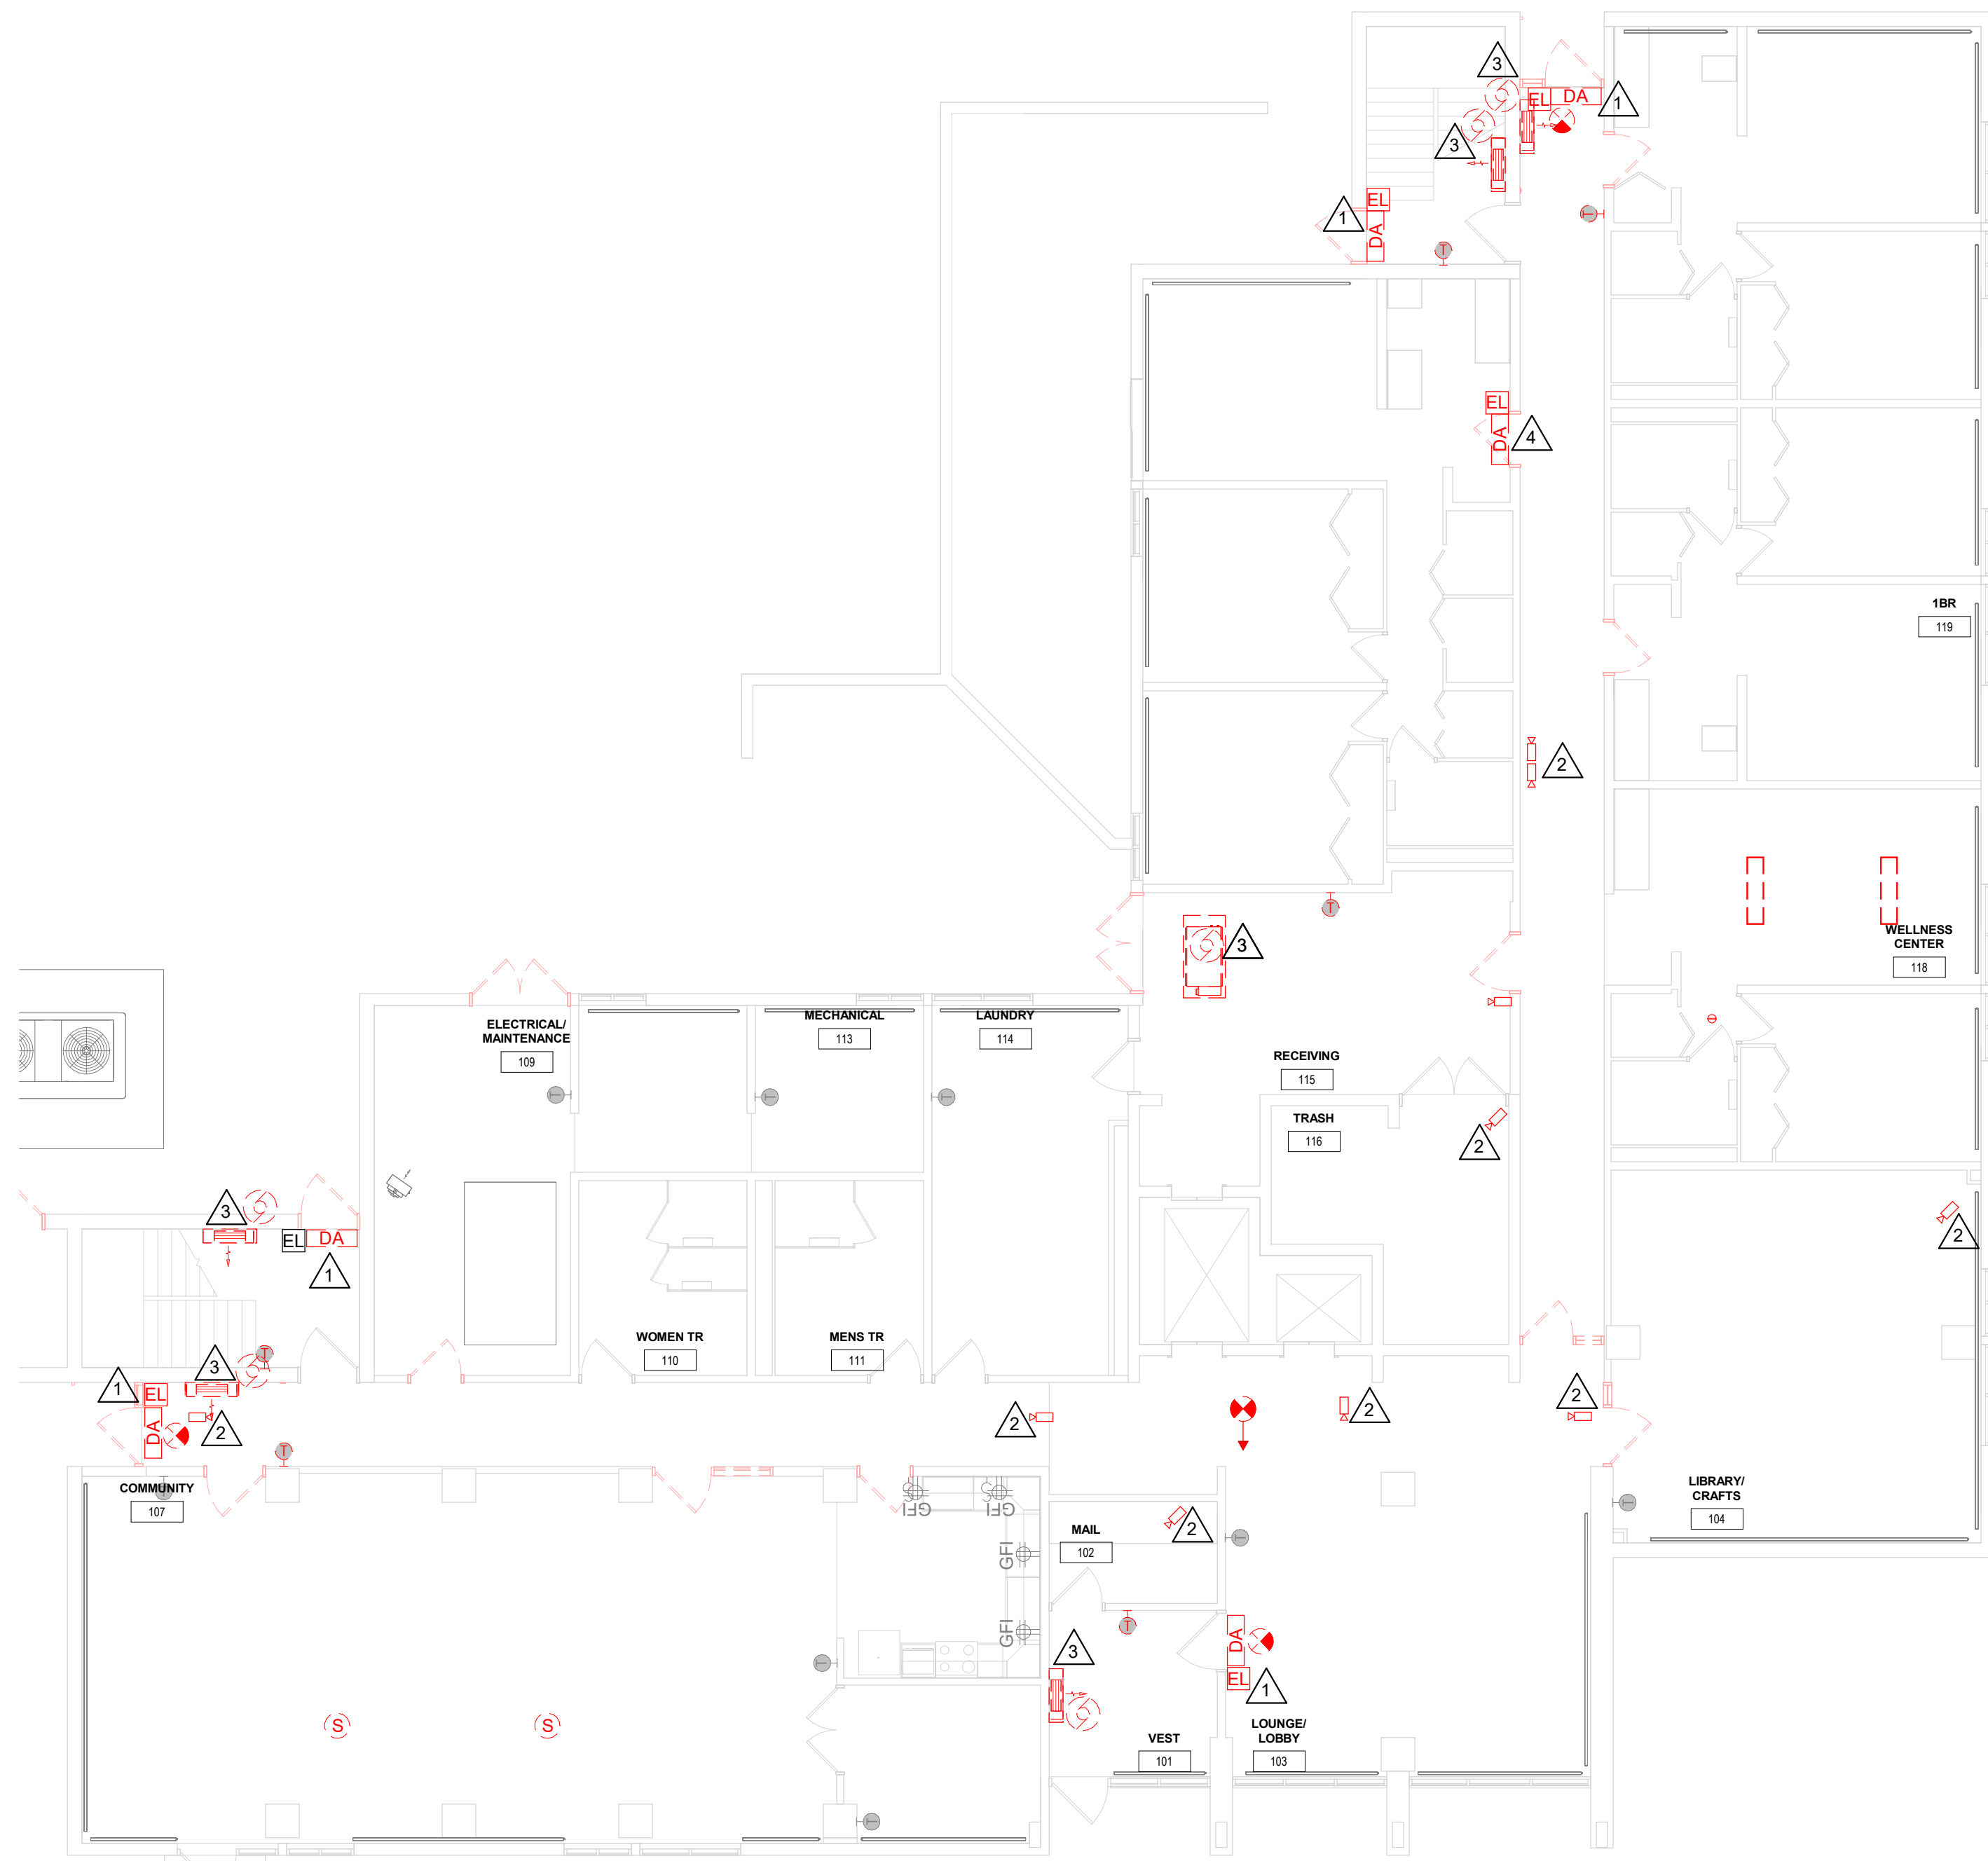 3
EL DA
1
3
EL
1
DA
T
T
EL
DA
4
1BR
119
2
T
3
WELLNESS
CENTER
118
ELECTRICAL/
MAINTENANCE
109
MECHANICAL
113
LAUNDRY
114
RECEIVING
115
T
T
T
TRASH
116
2
3
EL DA
1
2
WOMEN TR
110
MENS TR
111
T
3
1
EL
DA
2
2
2
2
T
COMMUNITY
107
T
LIBRARY/
CRAFTS
104
T
S
GFI
S
GFI
GFI
GFI
MAIL
102
2
T
T
DA
EL
1
3
T
S
S
VEST
101
LOUNGE/
LOBBY
103
T